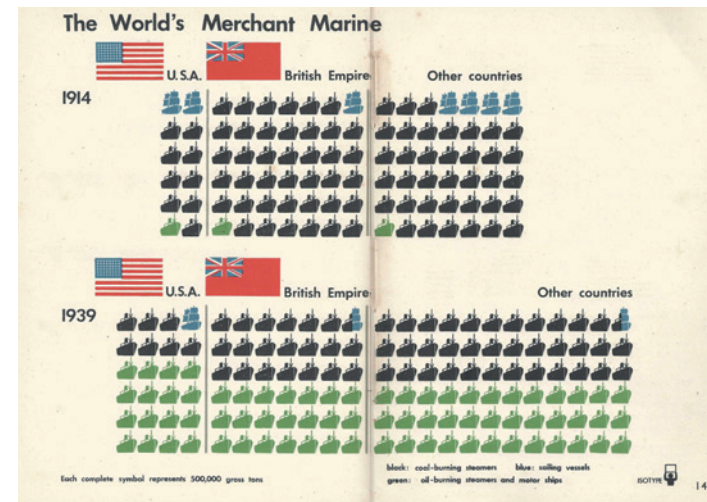 The World's Merchant Marine
U.S.A. British Empire Other countries
1914
U.S.A. British Empire Other countries
1939
Each complete symbol represents 500,000 gross tons
black: coal-burning steamers blue: sailing vessels
green: oil-burning steamers and motor ships
ISOTYPE
14